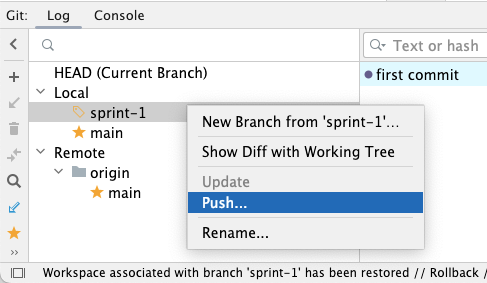 Git: Log Console
Text or hash
HEAD (Current Branch)
first commit
Local
sprint-1
main
Remote
origin
main
New Branch from 'sprint-1'...
Show Diff with Working Tree
Update
Push...
Rename...
Workspace associated with branch 'sprint-1' has been restored // Rollback /